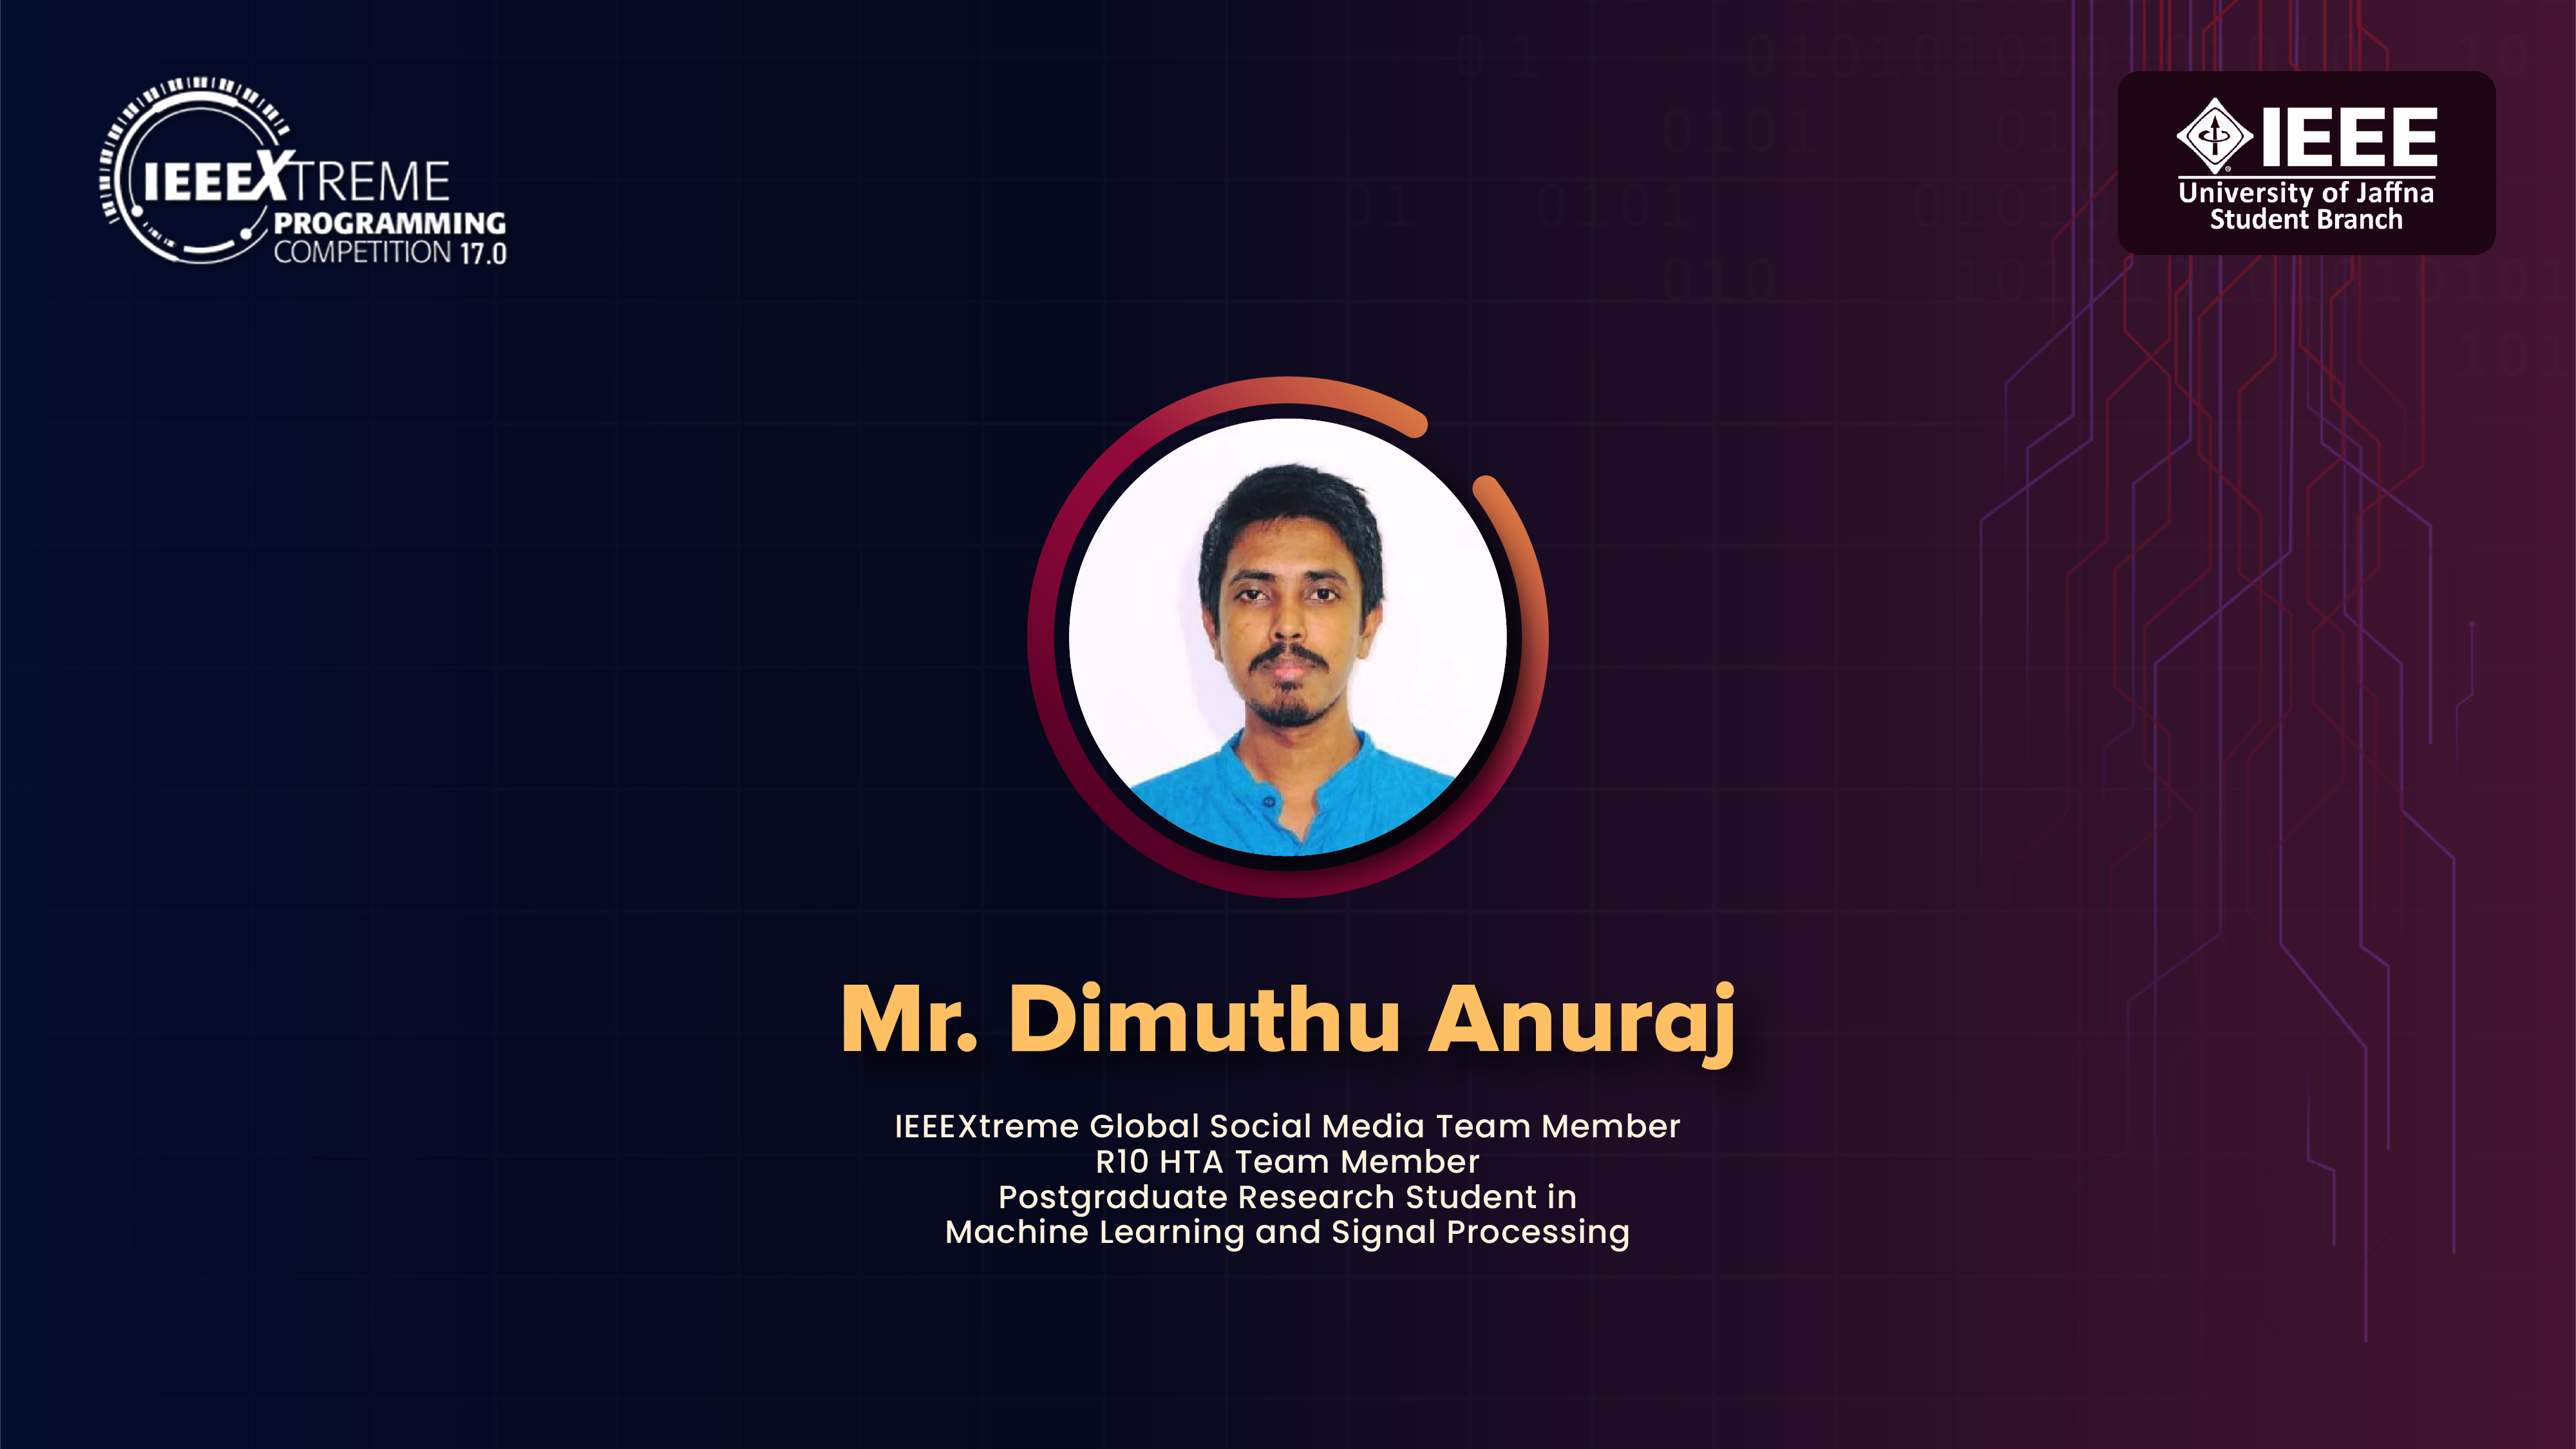 IEEEXTREME
PROGRAMMING
COMPETITION 17.0
IEEE
University of Jaffna
Student Branch
Mr. Dimuthu Anuraj
IEEEXtreme Global Social Media Team Member
R10 HTA Team Member
Postgraduate Research Student in
Machine Learning and Signal Processing